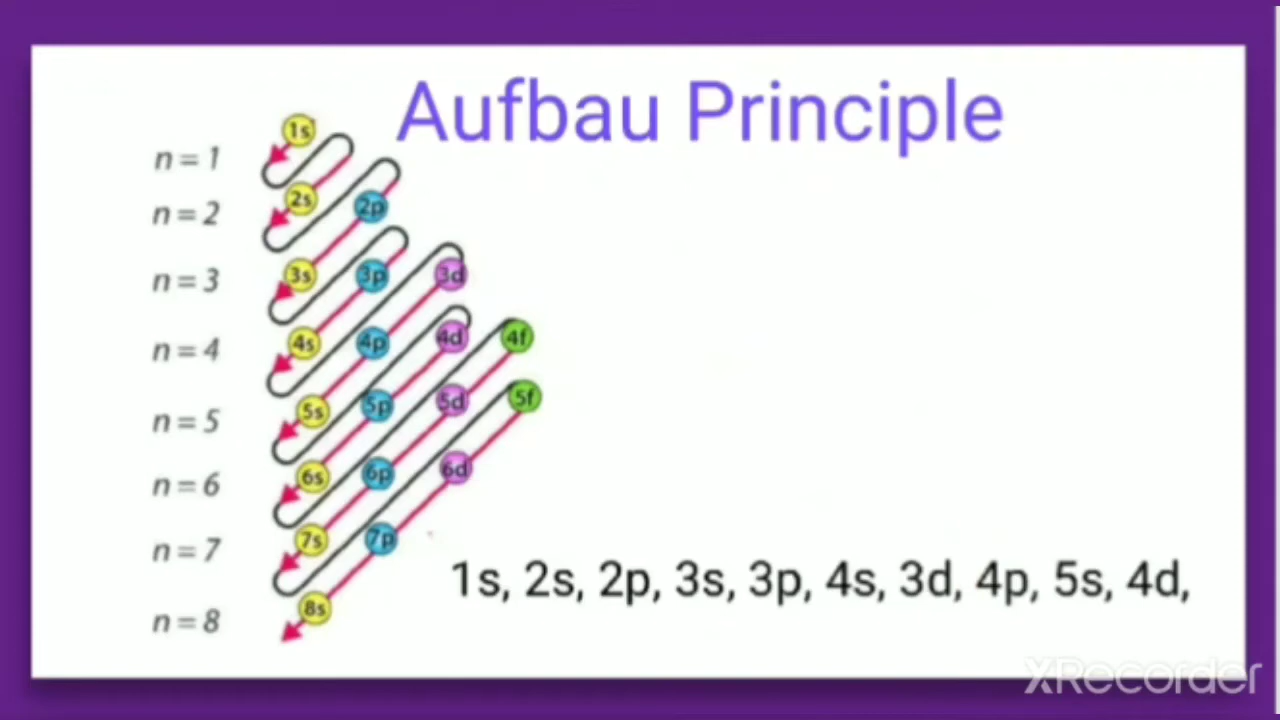 Aufbau Principle
1s
n = 1
2s
n = 2
2p
3s
n = 3
3p
3d
4s
n = 4
4p
4d
4f
5s
n = 5
5p
5d
5f
6s
n = 6
6p
6d
7s
n = 7
7p
8s
n = 8
1s, 2s, 2p, 3s, 3p, 4s, 3d, 4p, 5s, 4d,
XRecorder